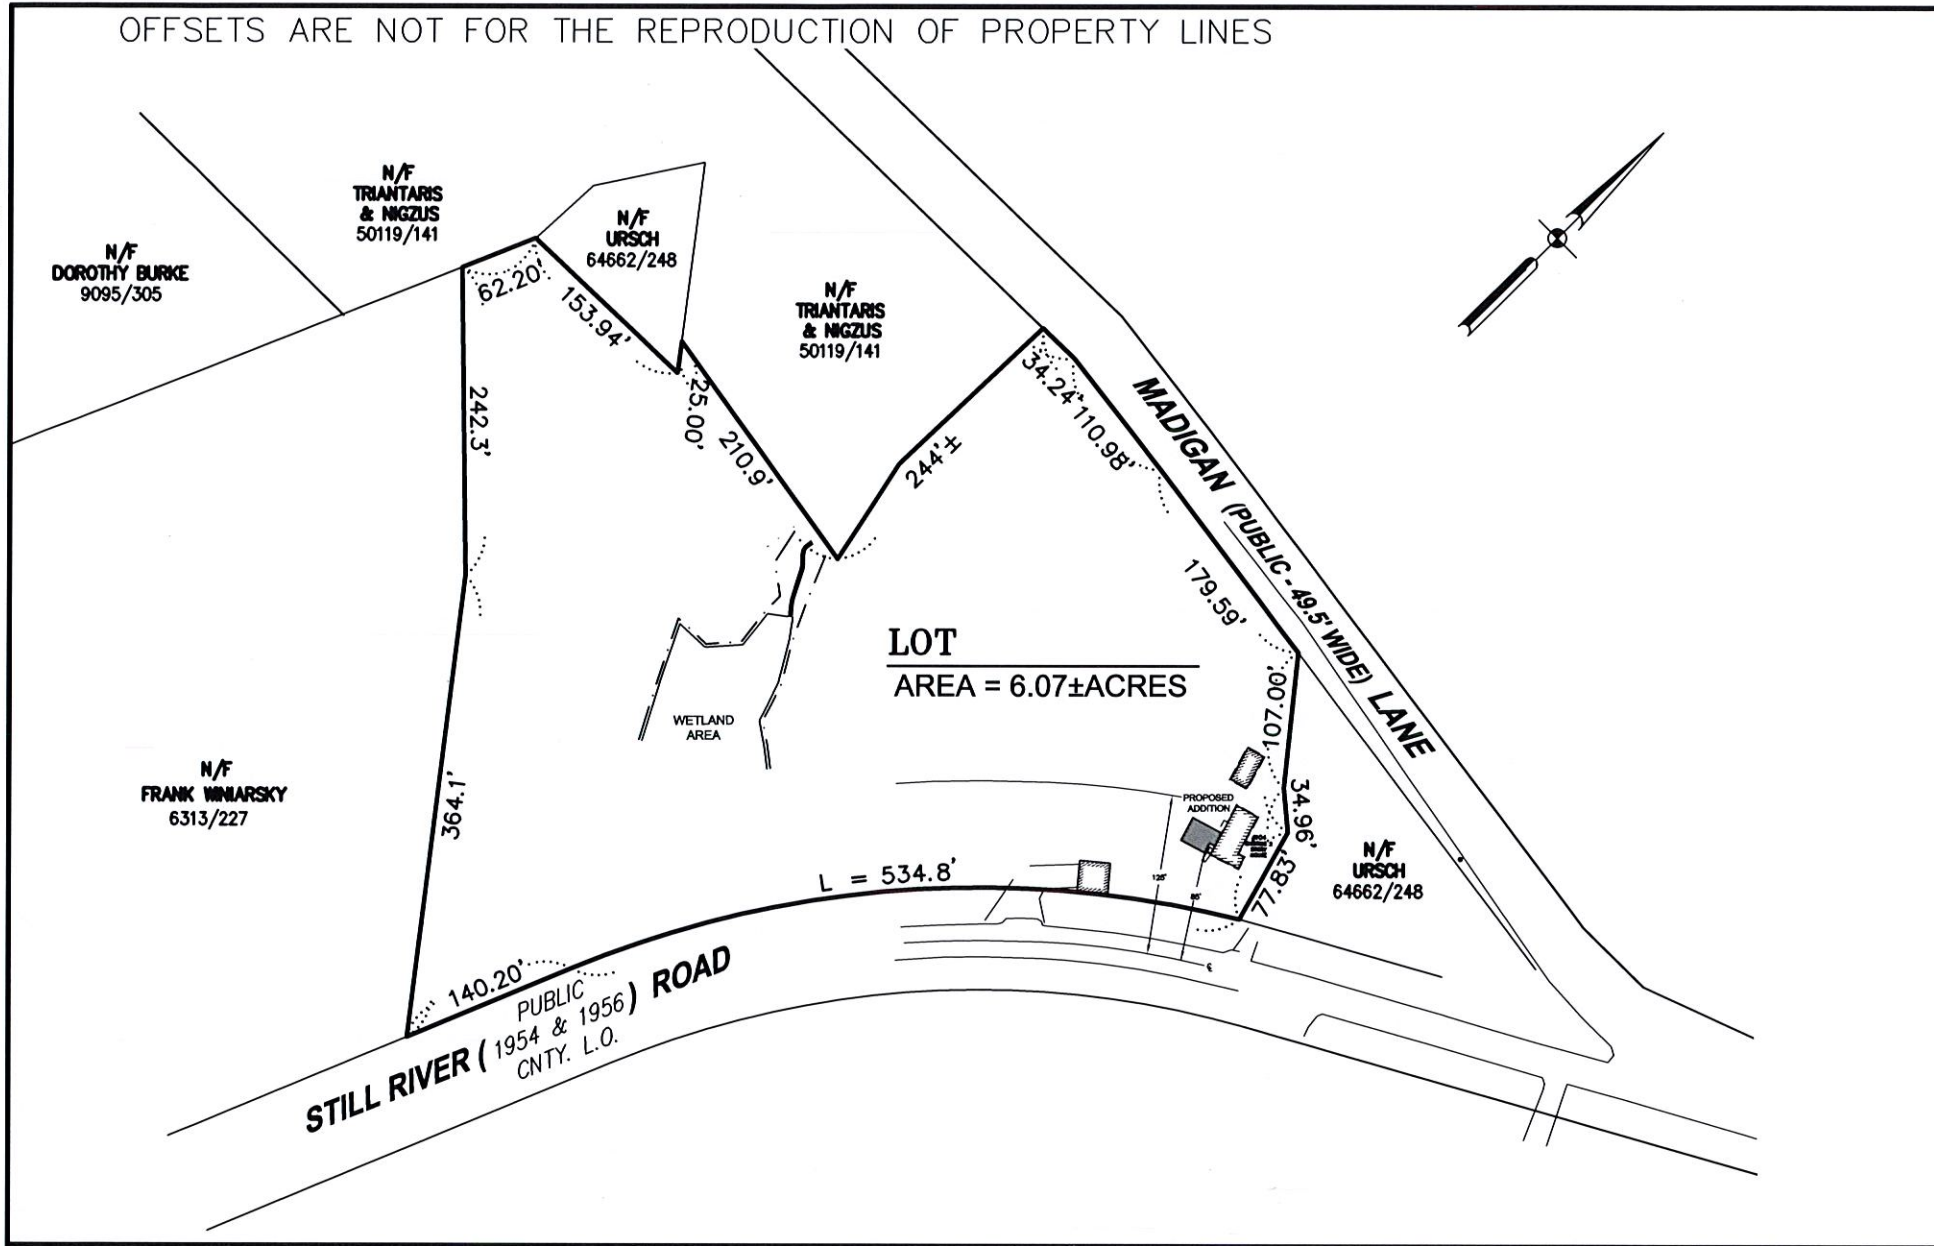 OFFSETS ARE NOT FOR THE REPRODUCTION OF PROPERTY LINES
N/F
TRIANTARIS
& NIGZUS
50119/141
N/F
URSCH
64662/248
N/F
DOROTHY BURKE
9095/305
62.20'
153.94'
N/F
TRIANTARIS
& NIGZUS
50119/141
242.3'
25.00'
210.9'
244'±
34.24'
110.98'
MADIGAN (PUBLIC - 49.5' WIDE) LANE
179.59'
LOT
AREA = 6.07±ACRES
WETLAND
AREA
107.00'
N/F
FRANK WINIARSKY
6313/227
364.1'
PROPOSED
ADDITION
34.96'
77.83'
N/F
URSCH
64662/248
L = 534.8'
125'
85'
140.20'
STILL RIVER ( PUBLIC
1954 & 1956
CNTY. L.O. ) ROAD